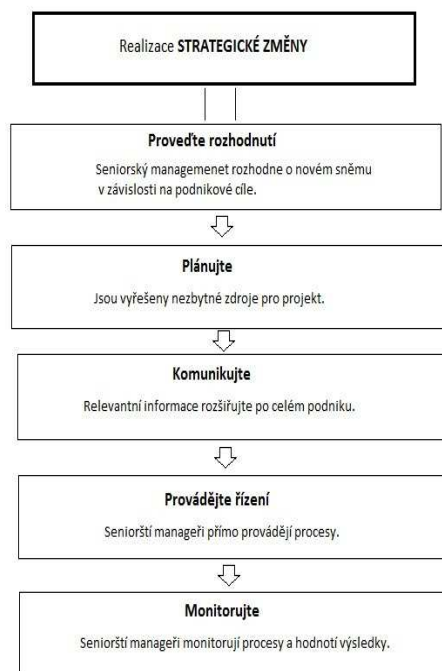 Realizace STRATEGICKÉ ZMĚNY
Proveďte rozhodnutí
Seniorský managemenet rozhodne o novém sněmu
v závislosti na podnikové cíle.
Plánujte
Jsou vyřešeny nezbytné zdroje pro projekt.
Komunikujte
Relevantní informace rozšiřujte po celém podniku.
Provádějte řízení
Seniorští manageři přímo provádějí procesy.
Monitorujte
Seniorští manageři monitorují procesy a hodnotí výsledky.